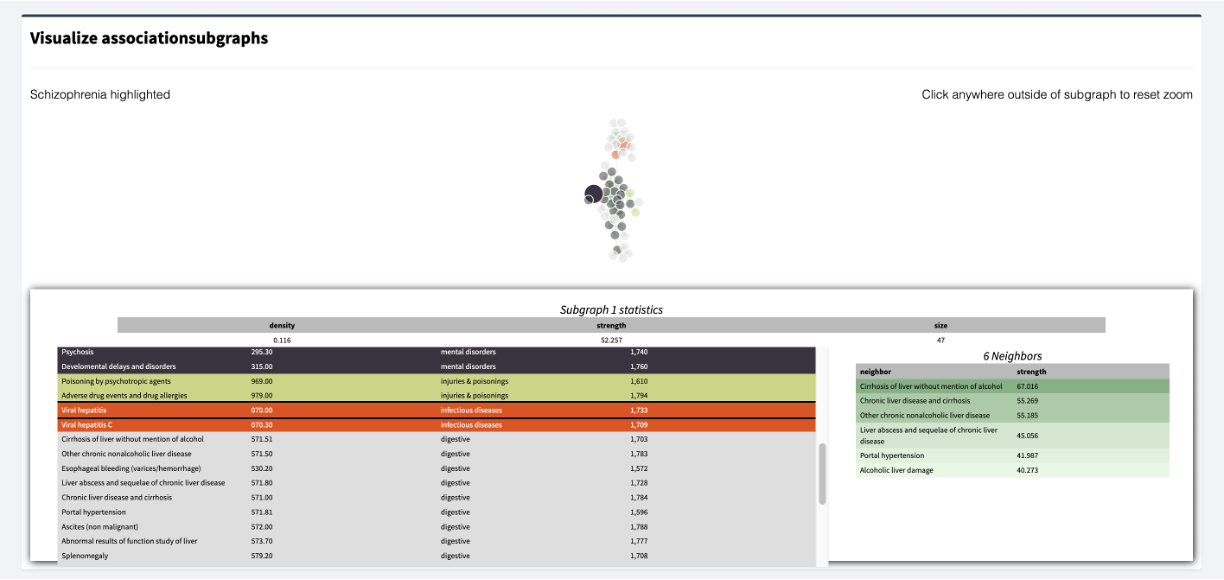 Visualize associationsubgraphs
Schizophrenia highlighted
Click anywhere outside of subgraph to reset zoom
Subgraph 1 statistics
density strength size
0.116 52.257 47
Psychosis 295.30 mental disorders 1,740
Develomental delays and disorders 315.00 mental disorders 1,760
Poisoning by psychotropic agents 969.00 injuries & poisonings 1,610
Adverse drug events and drug allergies 979.00 injuries & poisonings 1,794
Viral hepatitis 070.00 infectious diseases 1,733
Viral hepatitis C 070.30 infectious diseases 1,709
Cirrhosis of liver without mention of alcohol 571.51 digestive 1,703
Other chronic nonalcoholic liver disease 571.50 digestive 1,783
Esophageal bleeding (varices/hemorrhage) 530.20 digestive 1,572
Liver abscess and sequelae of chronic liver disease 571.80 digestive 1,728
Chronic liver disease and cirrhosis 571.00 digestive 1,784
Portal hypertension 571.81 digestive 1,596
Ascites (non malignant) 572.00 digestive 1,788
Abnormal results of function study of liver 573.70 digestive 1,777
Splenomegaly 579.20 digestive 1,708
6 Neighbors
neighbor strength
Cirrhosis of liver without mention of alcohol 67.016
Chronic liver disease and cirrhosis 55.269
Other chronic nonalcoholic liver disease 55.185
Liver abscess and sequelae of chronic liver
disease 45.056
Portal hypertension 41.987
Alcoholic liver damage 40.273